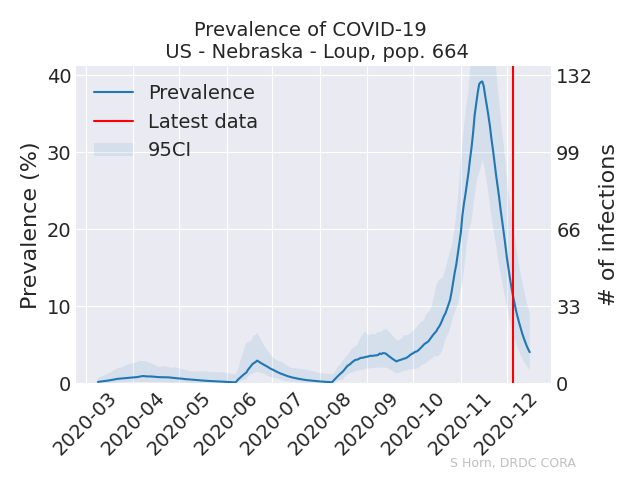 Prevalence of COVID-19
US - Nebraska - Loup, pop. 664
Prevalence
Latest data
95CI
Prevalence (%)
40
30
20
10
0
132
99
66
33
0
# of infections
2020-03
2020-04
2020-05
2020-06
2020-07
2020-08
2020-09
2020-10
2020-11
2020-12
S Horn, DRDC CORA